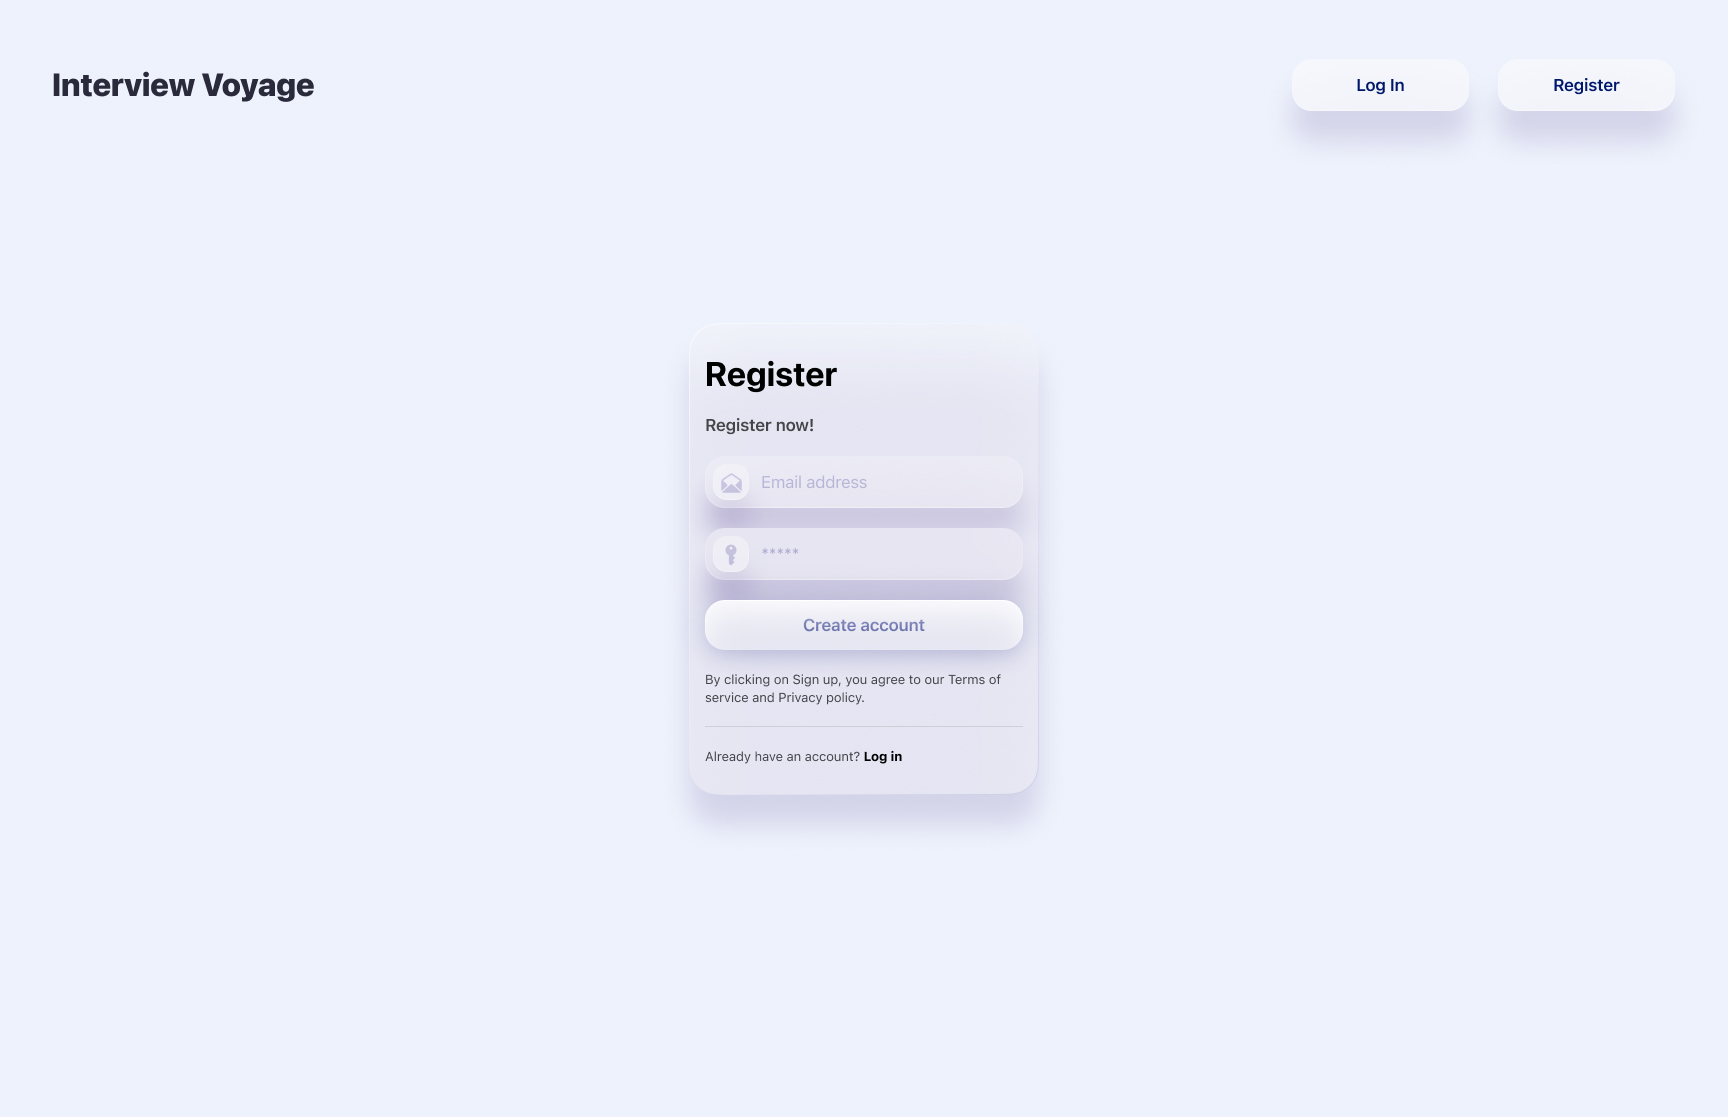 Interview Voyage
Log In
Register
Register
Register now!
Email address
*****
Create account
By clicking on Sign up, you agree to our Terms of
service and Privacy policy.
Already have an account? Log in